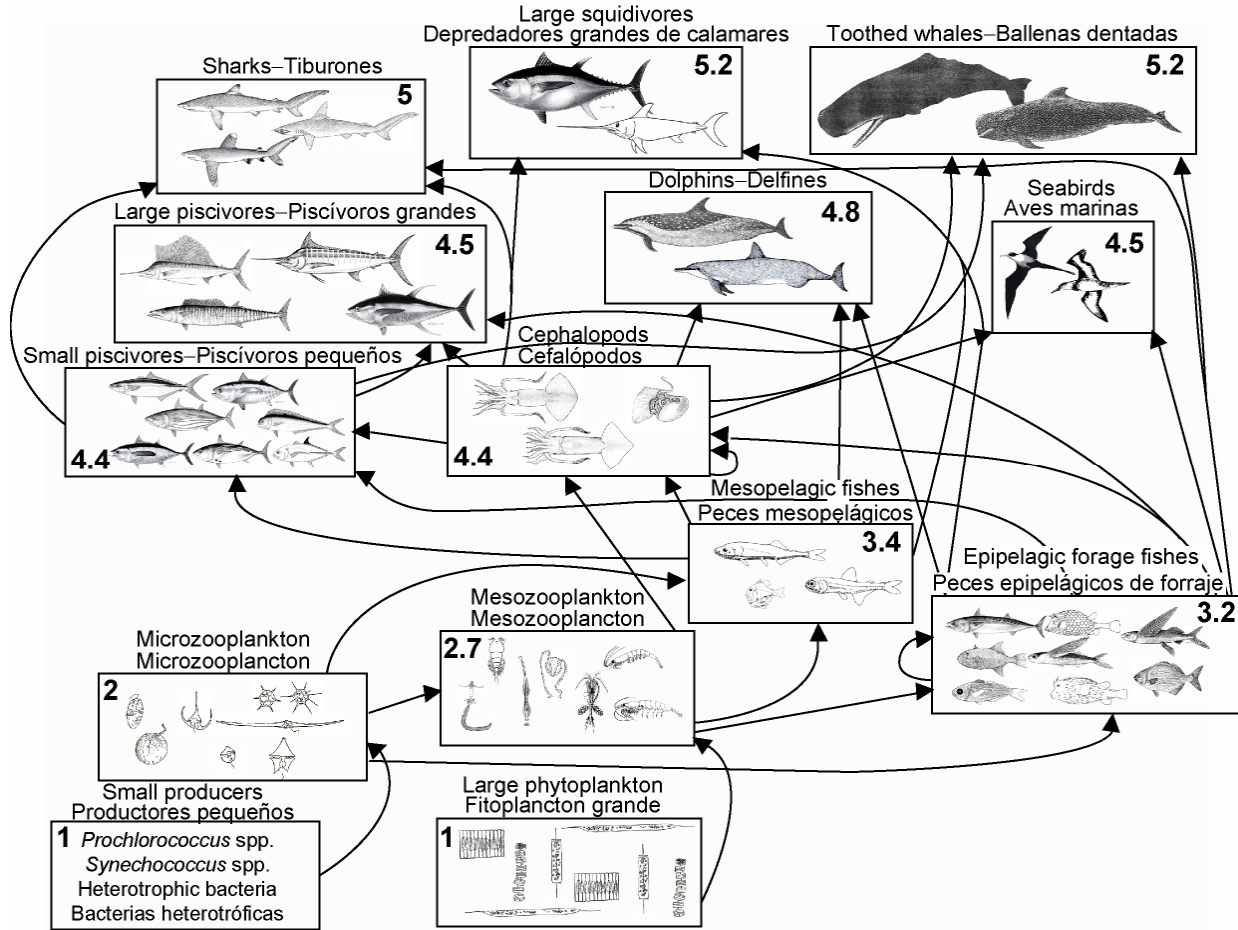 Large squidivores
Depredadores grandes de calamares
5.2
Toothed whales–Ballenas dentadas
5.2
Sharks–Tiburones
5
Dolphins–Delfines
4.8
Seabirds
Aves marinas
4.5
Large piscivores–Piscívoros grandes
4.5
Small piscivores–Piscívoros pequeños
4.4
Cephalopods
Cefalópodos
4.4
Mesopelagic fishes
Peces mesopelágicos
3.4
Epipelagic forage fishes
Peces epipelágicos de forraje
3.2
Mesozooplankton
Mesozooplancton
2.7
Microzooplankton
Microzooplancton
2
Small producers
Productores pequeños
1 Prochlorococcus spp.
Synechococcus spp.
Heterotrophic bacteria
Bacterias heterotróficas
Large phytoplankton
Fitoplancton grande
1